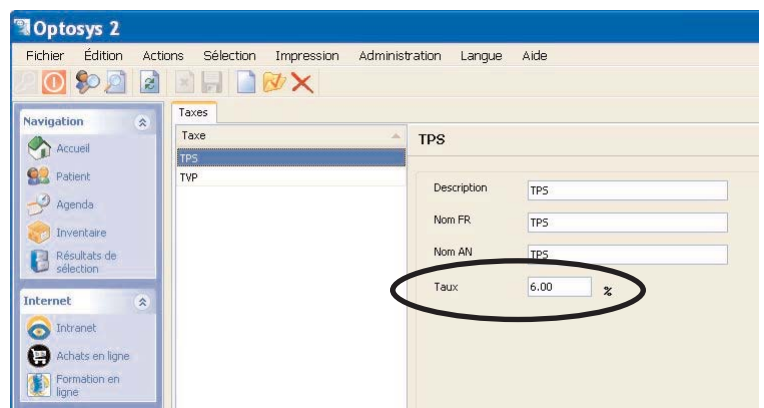 Optosys 2
Fichier Édition Actions Sélection Impression Administration Langue Aide
Navigation
Accueil
Patient
Agenda
Inventaire
Résultats de
sélection
Internet
Intranet
Achats en ligne
Formation en
ligne
Taxes
Taxe
TPS
TVP
TPS
Description TPS
Nom FR TPS
Nom AN TPS
Taux 6.00 %